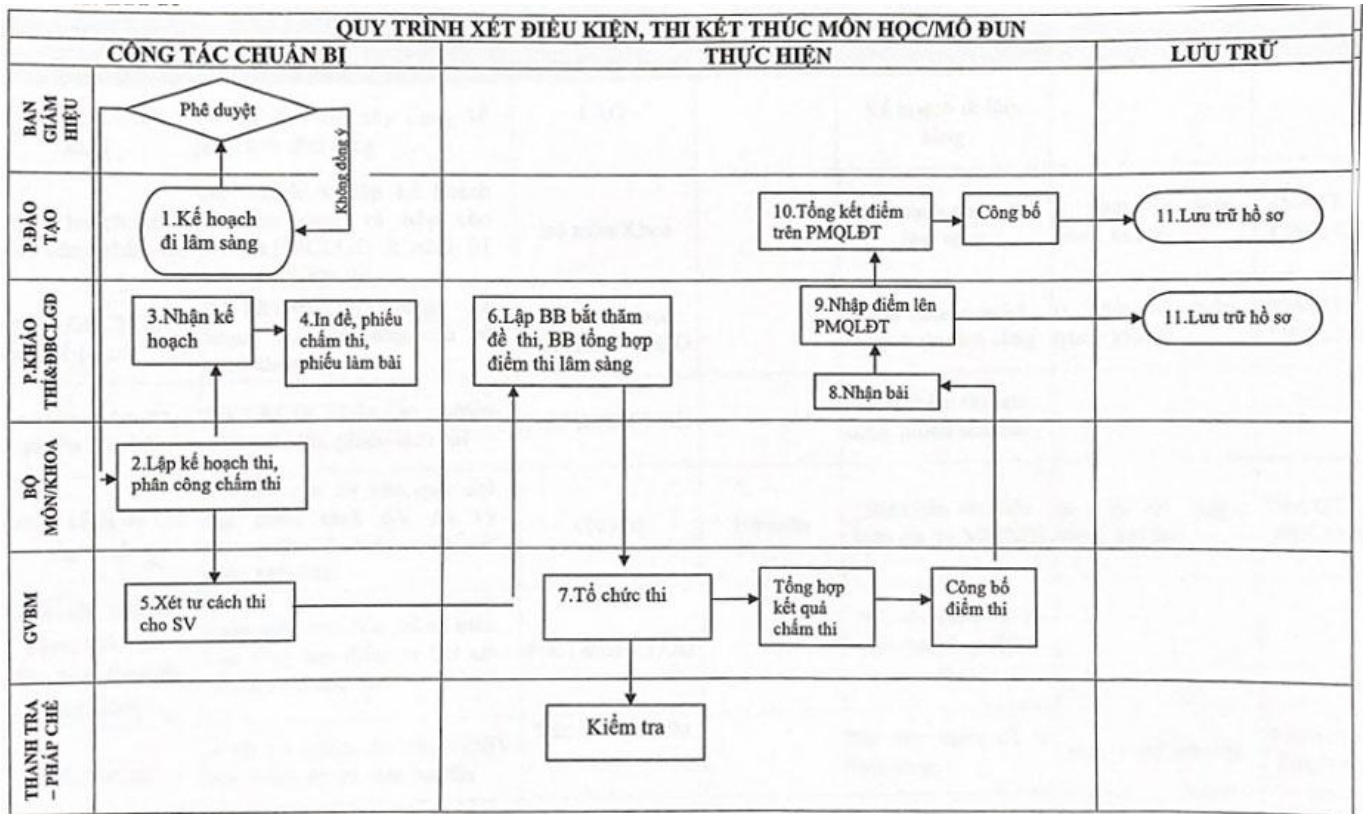 QUY TRÌNH XÉT ĐIỀU KIỆN, THI KẾT THÚC MÔN HỌC/MÔ ĐUN
CÔNG TÁC CHUẨN BỊ
THỰC HIỆN
LƯU TRỮ
BAN
GIÁM
HIỆU
Phê duyệt
Không đồng ý
P.ĐÀO
TẠO
1.Kế hoạch
đi lâm sàng
10.Tổng kết điểm
trên PMQLĐT
Công bố
11.Lưu trữ hồ sơ
P.KHẢO
THÍ&ĐBCLGD
3.Nhận kế
hoạch
4.In đề, phiếu
chấm thi,
phiếu làm bài
6.Lập BB bắt thăm
đề thi, BB tổng hợp
điểm thi lâm sàng
9.Nhập điểm lên
PMQLĐT
11.Lưu trữ hồ sơ
8.Nhận bài
BỘ
MÔN/KHOA
2.Lập kế hoạch thi,
phân công chấm thi
GVBM
5.Xét tư cách thi
cho SV
7.Tổ chức thi
Tổng hợp
kết quả
chấm thi
Công bố
điểm thi
THANH TRA
– PHÁP CHẾ
Kiểm tra